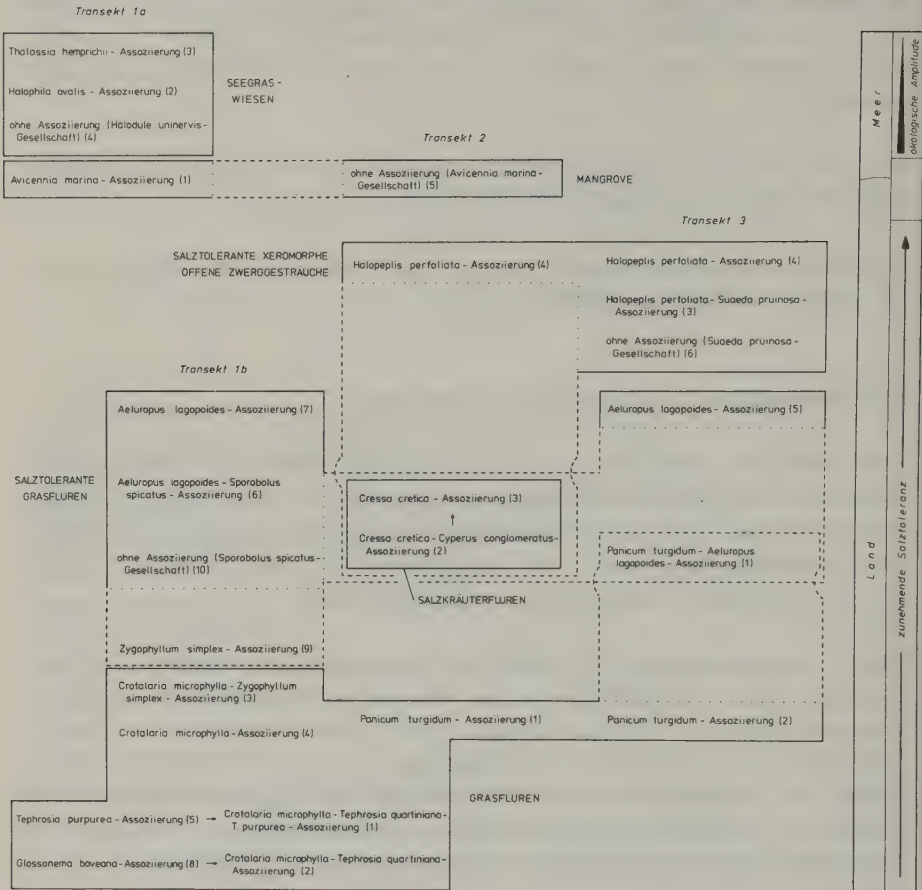 Transekt 1a
Thalassia hemprichii - Assoziierung (3)
Halophila ovalis - Assoziierung (2)
ohne Assoziierung (Halodule uninervis-
Gesellschaft) (4)
SEEGRAS-
WIESEN
Transekt 2
Avicennia marina - Assoziierung (1)
ohne Assoziierung (Avicennia marina-
Gesellschaft) (5)
MANGROVE
Transekt 3
SALZTOLERANTE XEROMORPHE
OFFENE ZWERGGESTRÄUCHE
Halopeplis perfoliata - Assoziierung (4)
Halopeplis perfoliata - Assoziierung (4)
Halopeplis perfoliata - Suaeda pruinosa -
Assoziierung (3)
ohne Assoziierung (Suaeda pruinosa -
Gesellschaft) (6)
Transekt 1b
SALZTOLERANTE
GRASFLUREN
Aeluropus lagopoides - Assoziierung (7)
Aeluropus lagopoides - Sporobolus
spicatus - Assoziierung (6)
ohne Assoziierung (Sporobolus spicatus -
Gesellschaft) (10)
Zygophyllum simplex - Assoziierung (9)
Aeluropus lagopoides - Assoziierung (5)
Cressa cretica - Assoziierung (3)
↑
Cressa cretica - Cyperus conglomeratus -
Assoziierung (2)
SALZKRÄUTERFLUREN
Panicum turgidum - Aeluropus
lagopoides - Assoziierung (1)
Crotalaria microphylla - Zygophyllum
simplex - Assoziierung (3)
Crotalaria microphylla - Assoziierung (4)
Panicum turgidum - Assoziierung (1)
Panicum turgidum - Assoziierung (2)
GRASFLUREN
Tephrosia purpurea - Assoziierung (5) → Crotalaria microphylla - Tephrosia quartiniana -
T. purpurea - Assoziierung (1)
Glossonema boveana - Assoziierung (8) → Crotalaria microphylla - Tephrosia quartiniana -
Assoziierung (2)
Meer
Land
ökologische Amplitude
zunehmende Salztoleranz